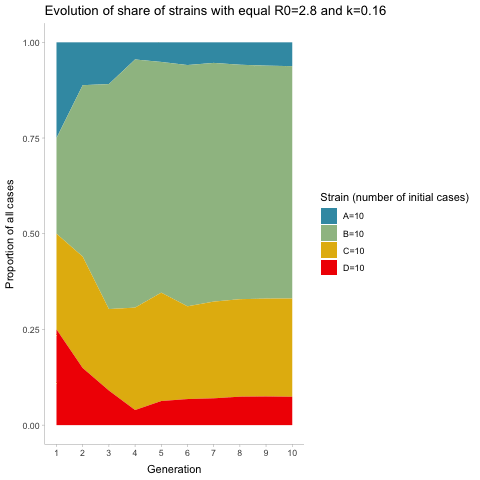 Evolution of share of strains with equal R0=2.8 and k=0.16
1.00
0.75
0.50
0.25
0.00
Proportion of all cases
1 2 3 4 5 6 7 8 9 10
Generation
Strain (number of initial cases)
A=10
B=10
C=10
D=10